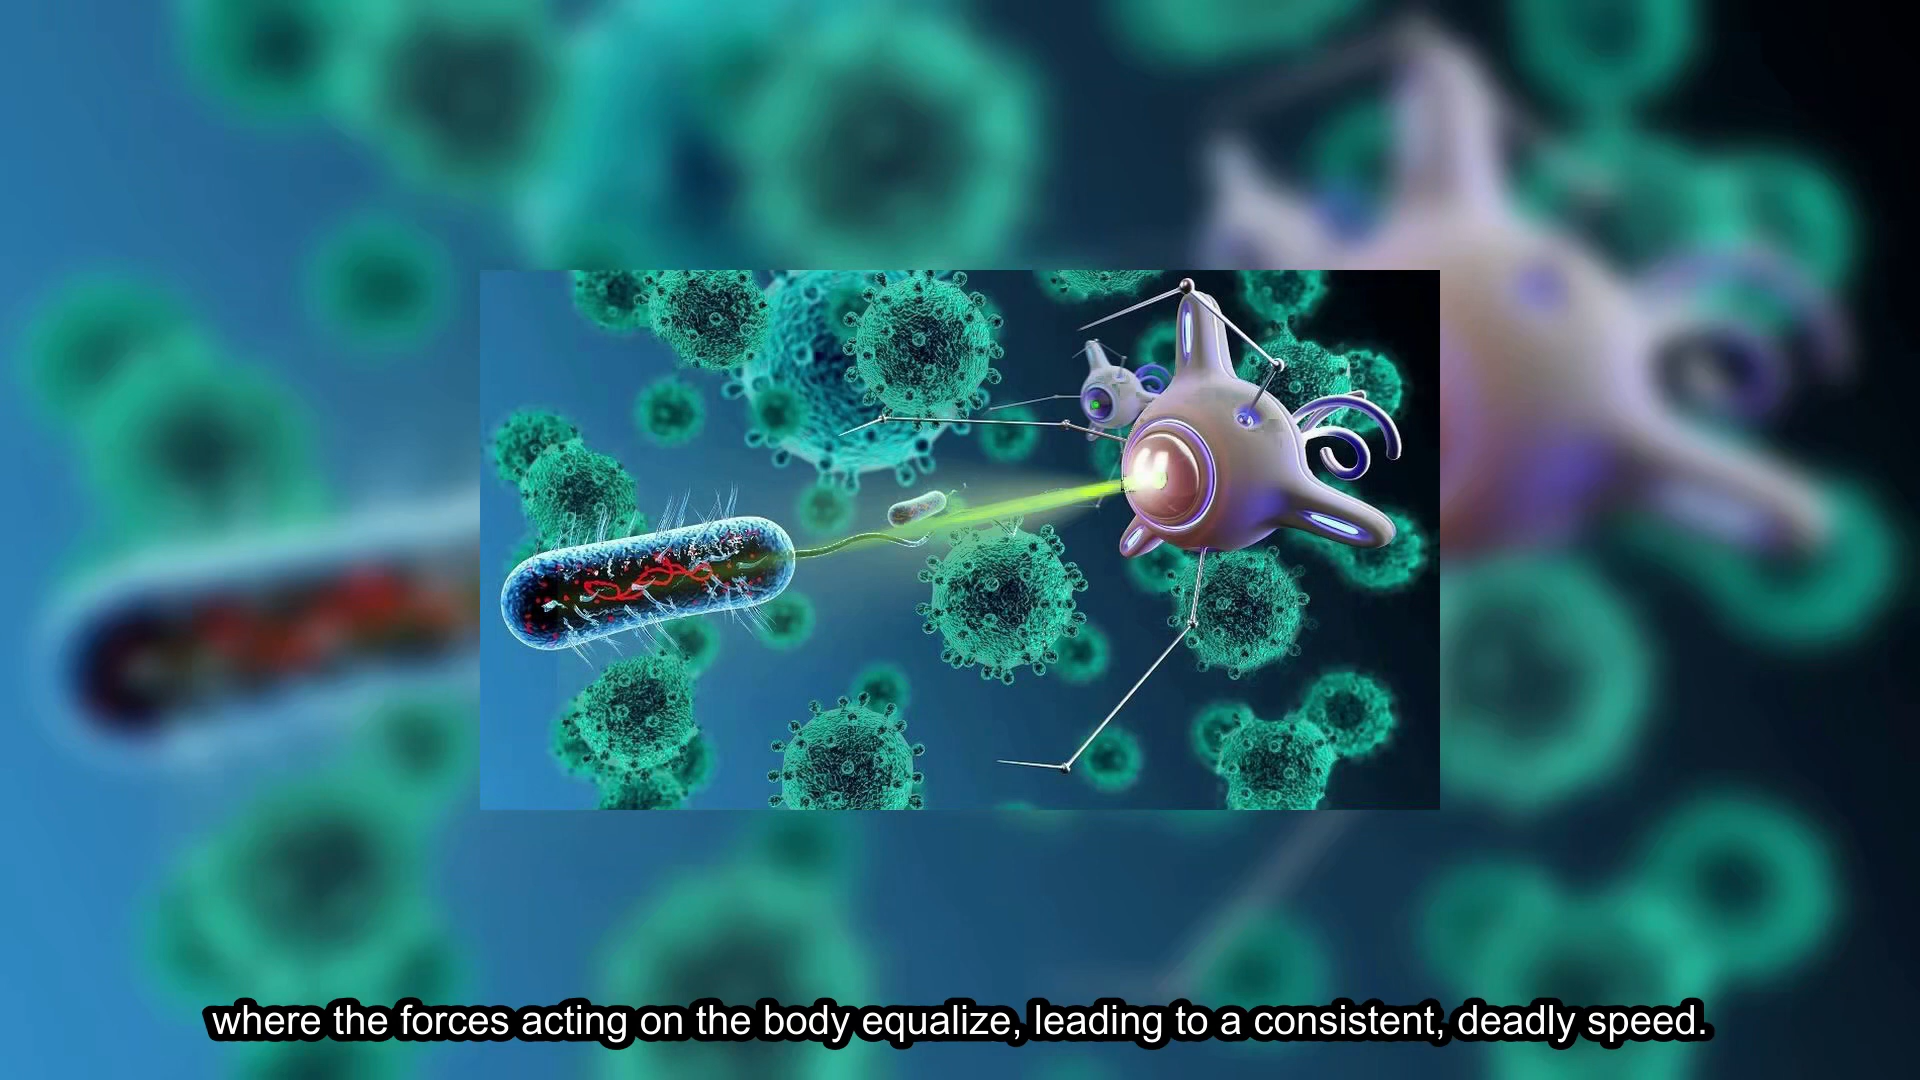 where the forces acting on the body equalize, leading to a consistent, deadly speed.